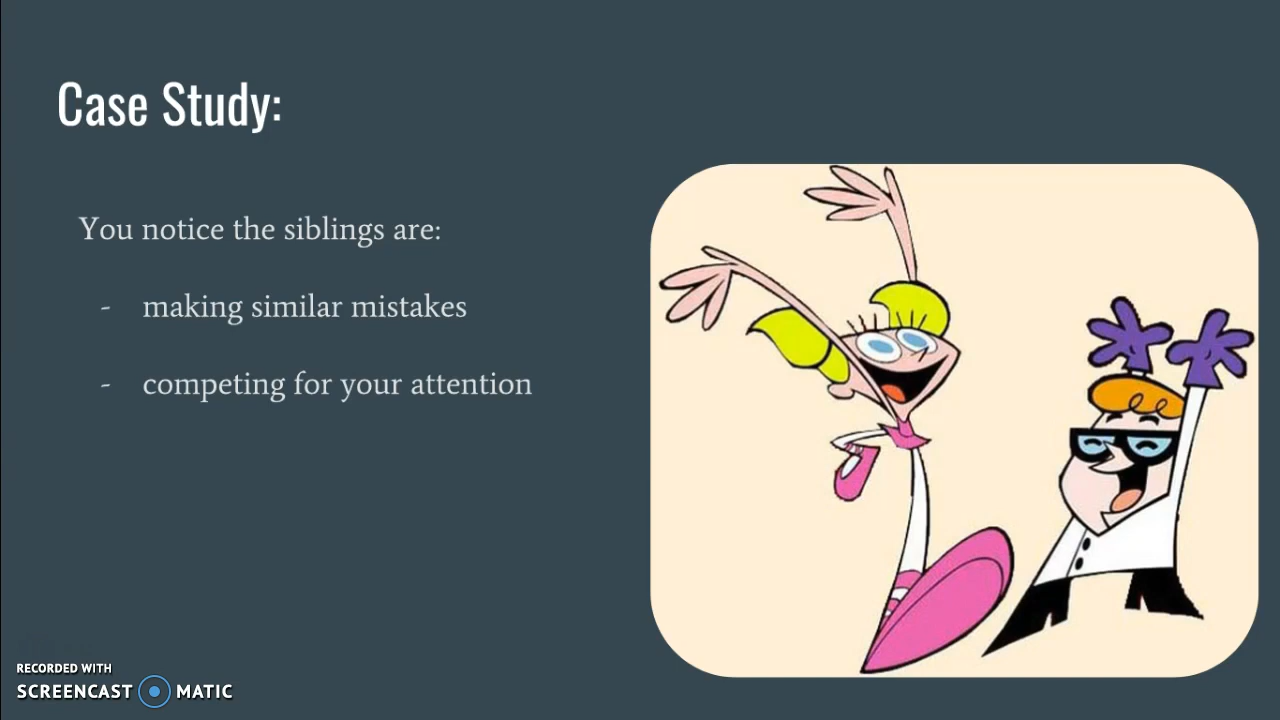 Case Study:
You notice the siblings are:
- making similar mistakes
- competing for your attention
RECORDED WITH
SCREENCAST MATIC